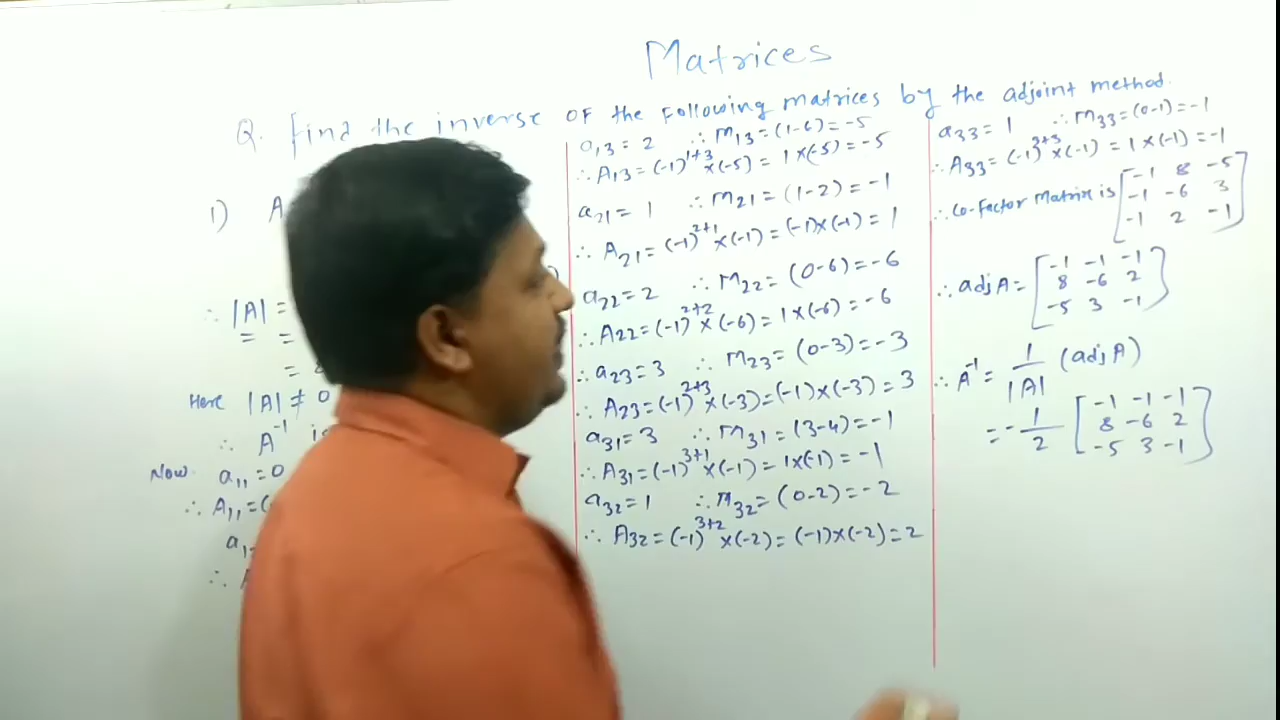 Matrices
Q. Find the inverse of the following matrices by the adjoint method.
1) A
∴ |A| =
= =
=
Here |A| ≠ 0
∴ A⁻¹ is
Now a₁₁ = 0
∴ A₁₁ = (
a₁
∴
a₁₃ = 2 ∴ M₁₃ = (1-6) = -5
∴ A₁₃ = (-1)¹⁺³ × (-5) = 1×(-5) = -5
a₂₁ = 1 ∴ M₂₁ = (1-2) = -1
∴ A₂₁ = (-1)²⁺¹ × (-1) = (-1)×(-1) = 1
a₂₂ = 2 ∴ M₂₂ = (0-6) = -6
∴ A₂₂ = (-1)²⁺² × (-6) = 1×(-6) = -6
∴ a₂₃ = 3 ∴ M₂₃ = (0-3) = -3
∴ A₂₃ = (-1)²⁺³ × (-3) = (-1)×(-3) = 3
a₃₁ = 3 ∴ M₃₁ = (3-4) = -1
∴ A₃₁ = (-1)³⁺¹ × (-1) = 1×(-1) = -1
a₃₂ = 1 ∴ M₃₂ = (0-2) = -2
∴ A₃₂ = (-1)³⁺² × (-2) = (-1)×(-2) = 2
a₃₃ = 1 ∴ M₃₃ = (0-1) = -1
∴ A₃₃ = (-1)³⁺³ × (-1) = 1×(-1) = -1
-1 8 -5
∴ Co-Factor Matrix is -1 -6 3
-1 2 -1
-1 -1 -1
∴ adj A = 8 -6 2
-5 3 -1
∴ A⁻¹ = 1/|A| (adj A)
-1 -1 -1
= -1/2 8 -6 2
-5 3 -1